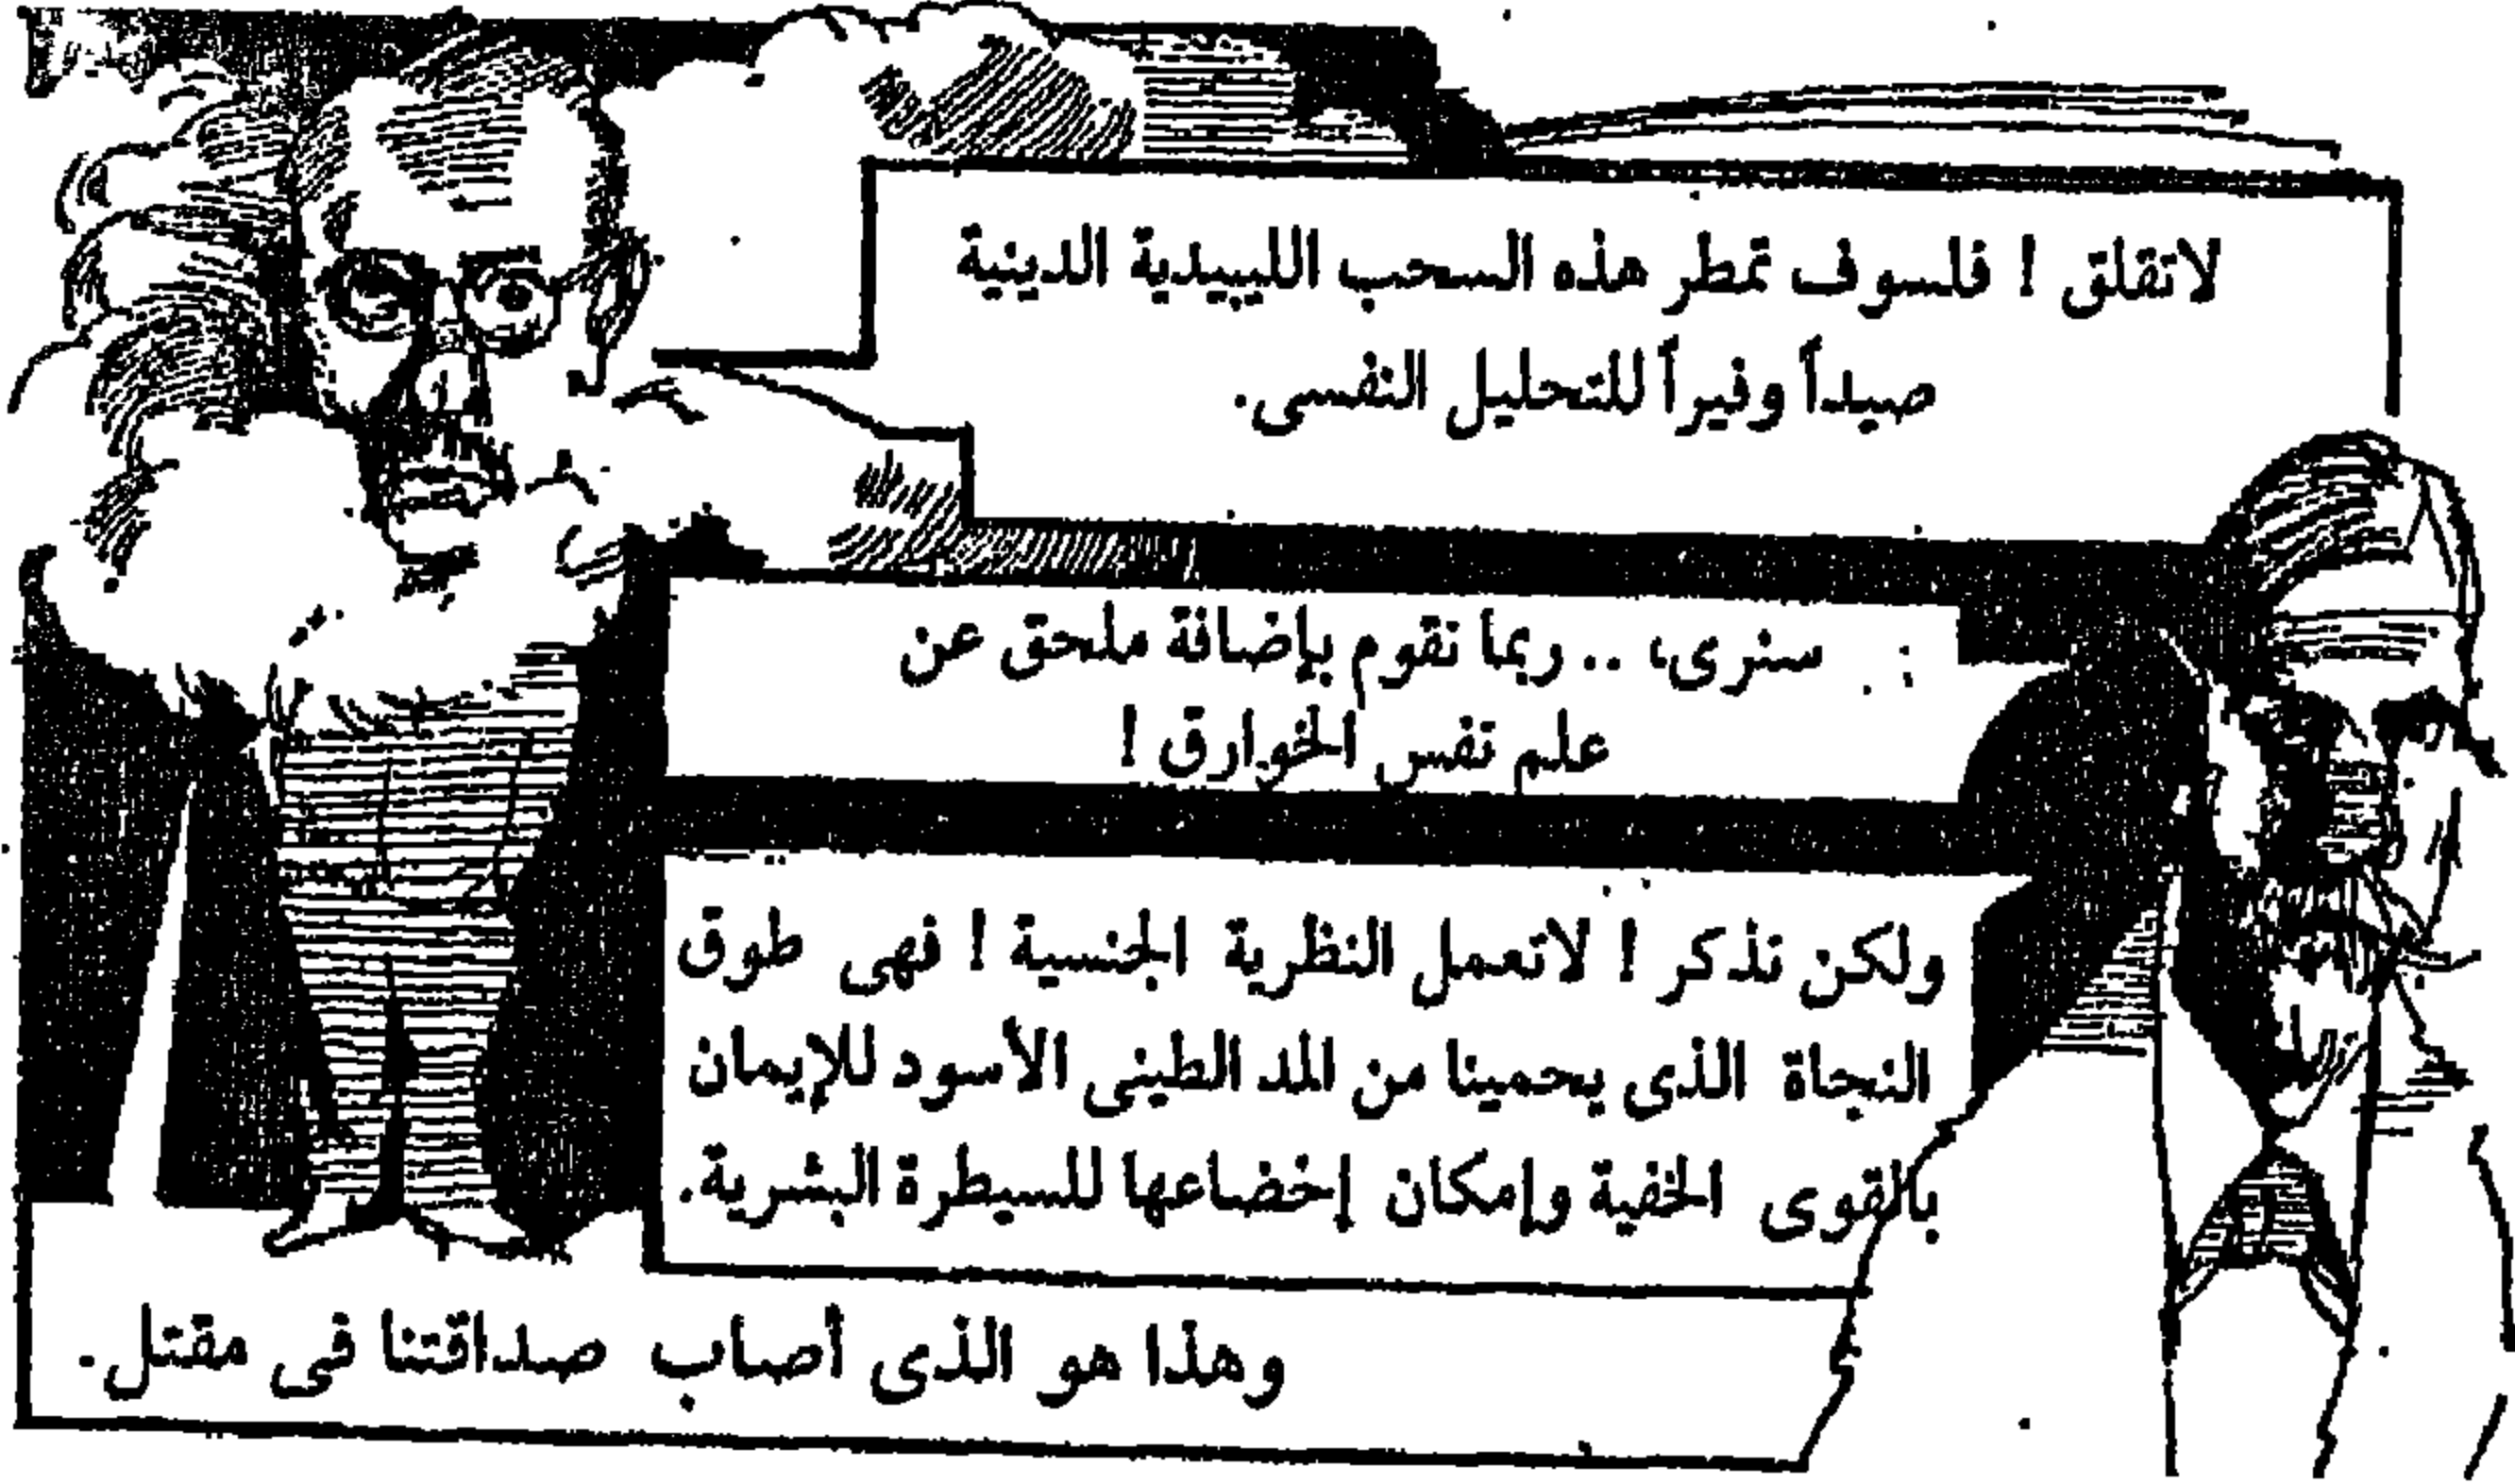 لاتقلق ! فلسوف تمطر هذه السحب الليبيدية الدينية
صيداً وفيراً للتحليل النفسى.
سنرى، .. ربما نقوم بإضافة ملحق عن
علم نفس الخوارق !
ولكن تذكر ! لاتعمل النظرية الجنسية ! فهى طوق
النجاة الذى يحمينا من المد الطينى الأسود للإيمان
بالقوى الخفية وإمكان إخضاعها للسيطرة البشرية.
وهذا هو الذى أصاب صداقتنا فى مقتل.